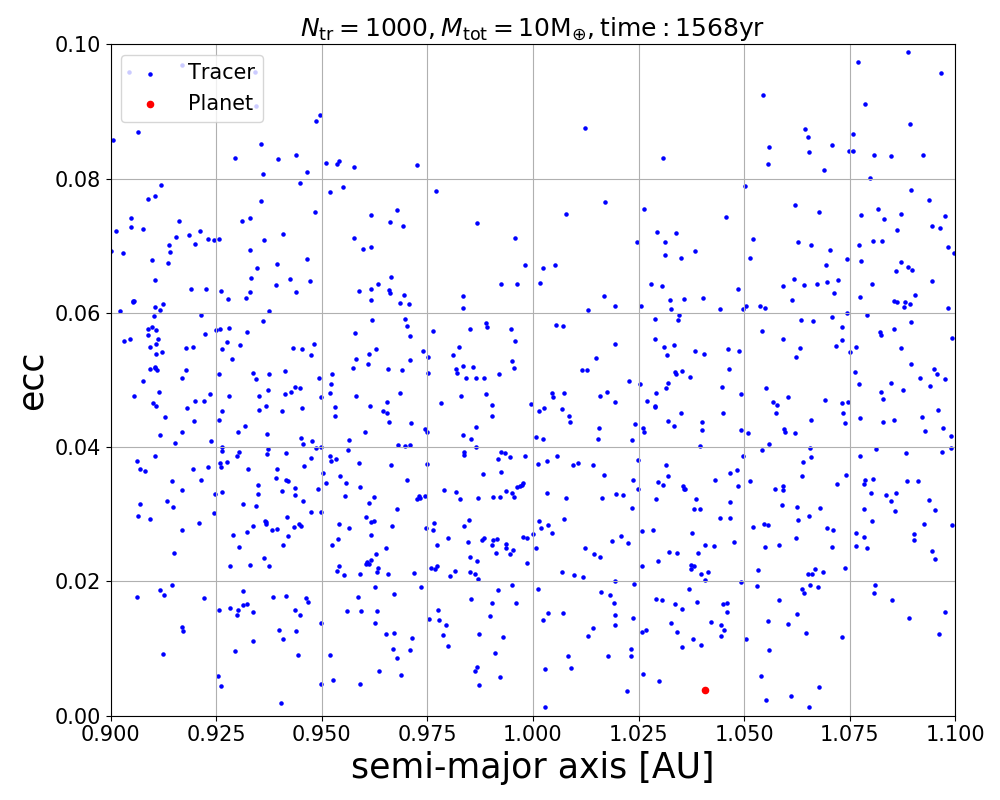 N_tr = 1000, M_tot = 10M_⊕, time : 1568yr
0.10
0.08
0.06
0.04
0.02
0.00
ecc
Tracer
Planet
0.900 0.925 0.950 0.975 1.000 1.025 1.050 1.075 1.100
semi-major axis [AU]